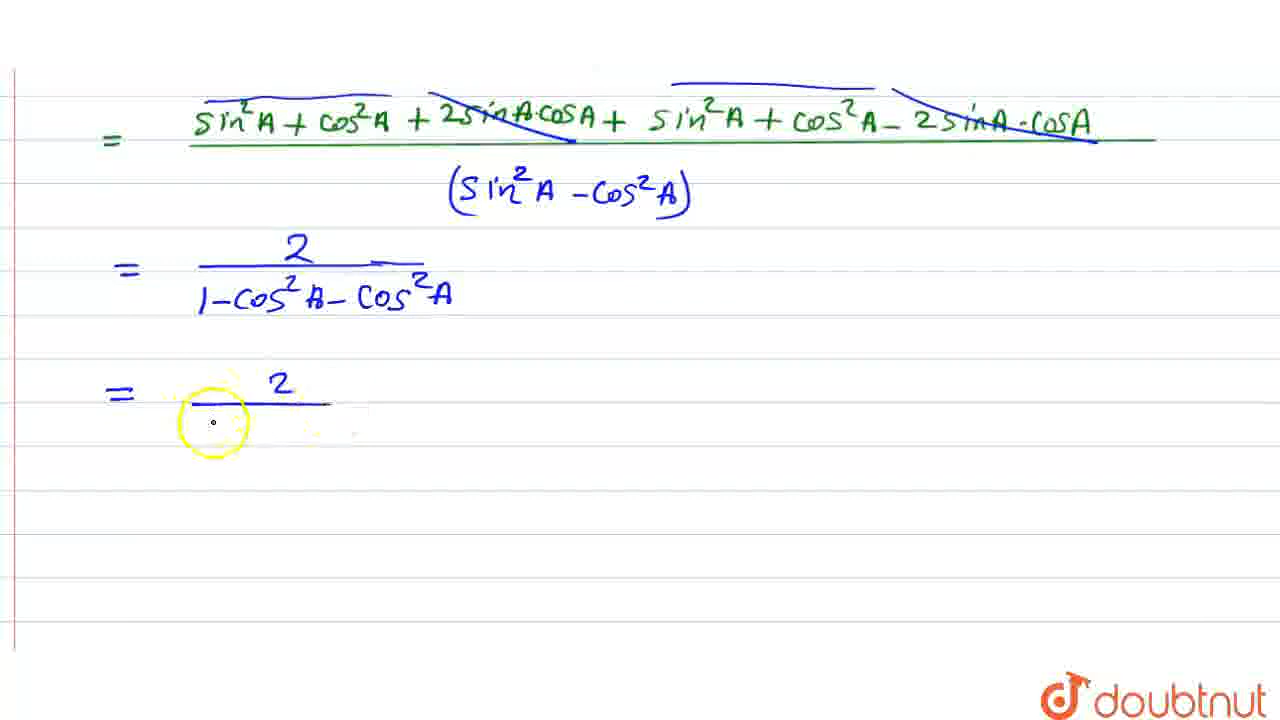 = sin²A + cos²A + 2sinA·cosA + sin²A + cos²A - 2sinA·cosA
(sin²A - cos²A)
= 2
1 - cos²A - cos²A
= 2
doubtnut